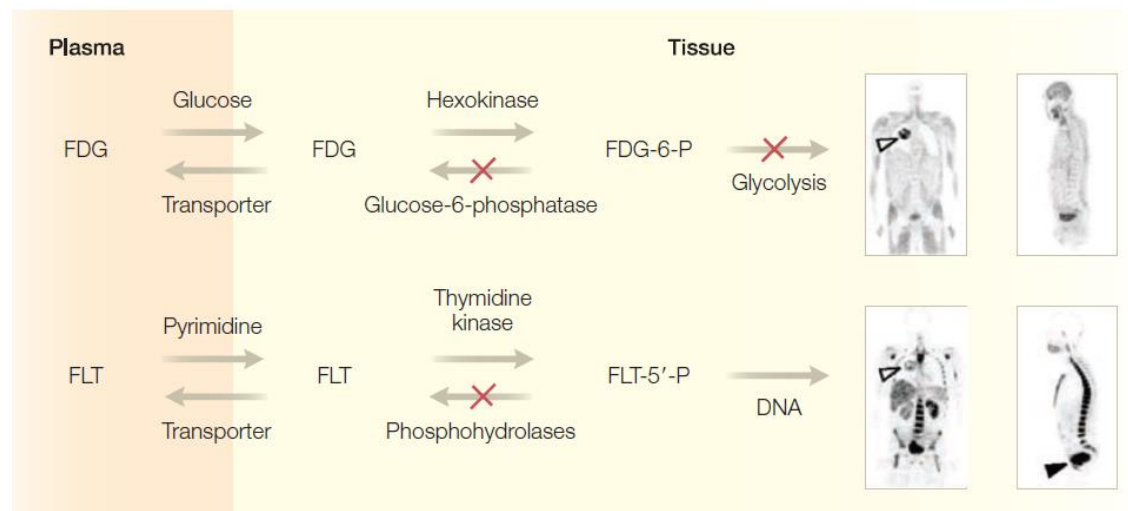 Plasma
Tissue
Glucose
Hexokinase
FDG
FDG
FDG-6-P
Transporter
Glucose-6-phosphatase
Glycolysis
Pyrimidine
Thymidine
kinase
FLT
FLT
FLT-5′-P
Transporter
Phosphohydrolases
DNA